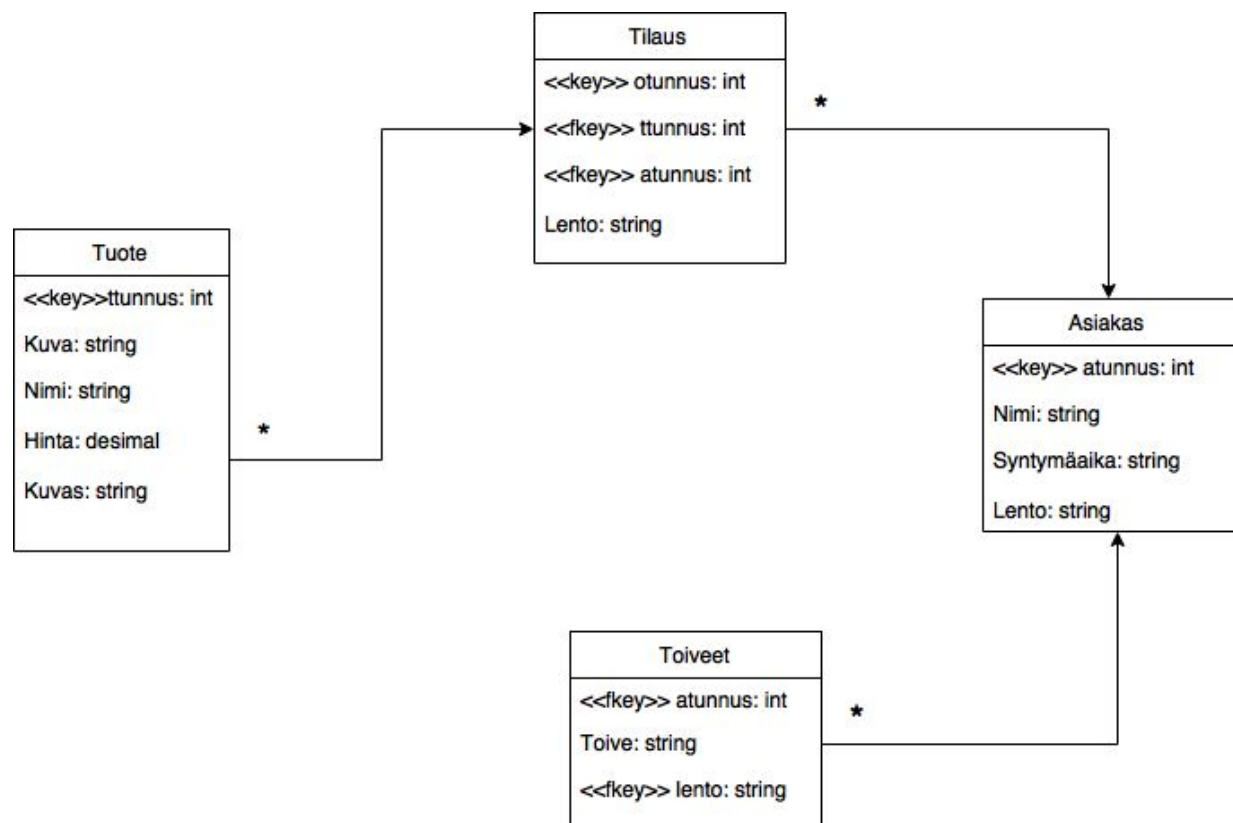 Tilaus
<<key>> otunnus: int
<<fkey>> ttunnus: int
<<fkey>> atunnus: int
Lento: string
*
Tuote
<<key>>ttunnus: int
Kuva: string
Nimi: string
Hinta: desimal
Kuvas: string
*
Asiakas
<<key>> atunnus: int
Nimi: string
Syntymäaika: string
Lento: string
Toiveet
<<fkey>> atunnus: int
Toive: string
<<fkey>> lento: string
*